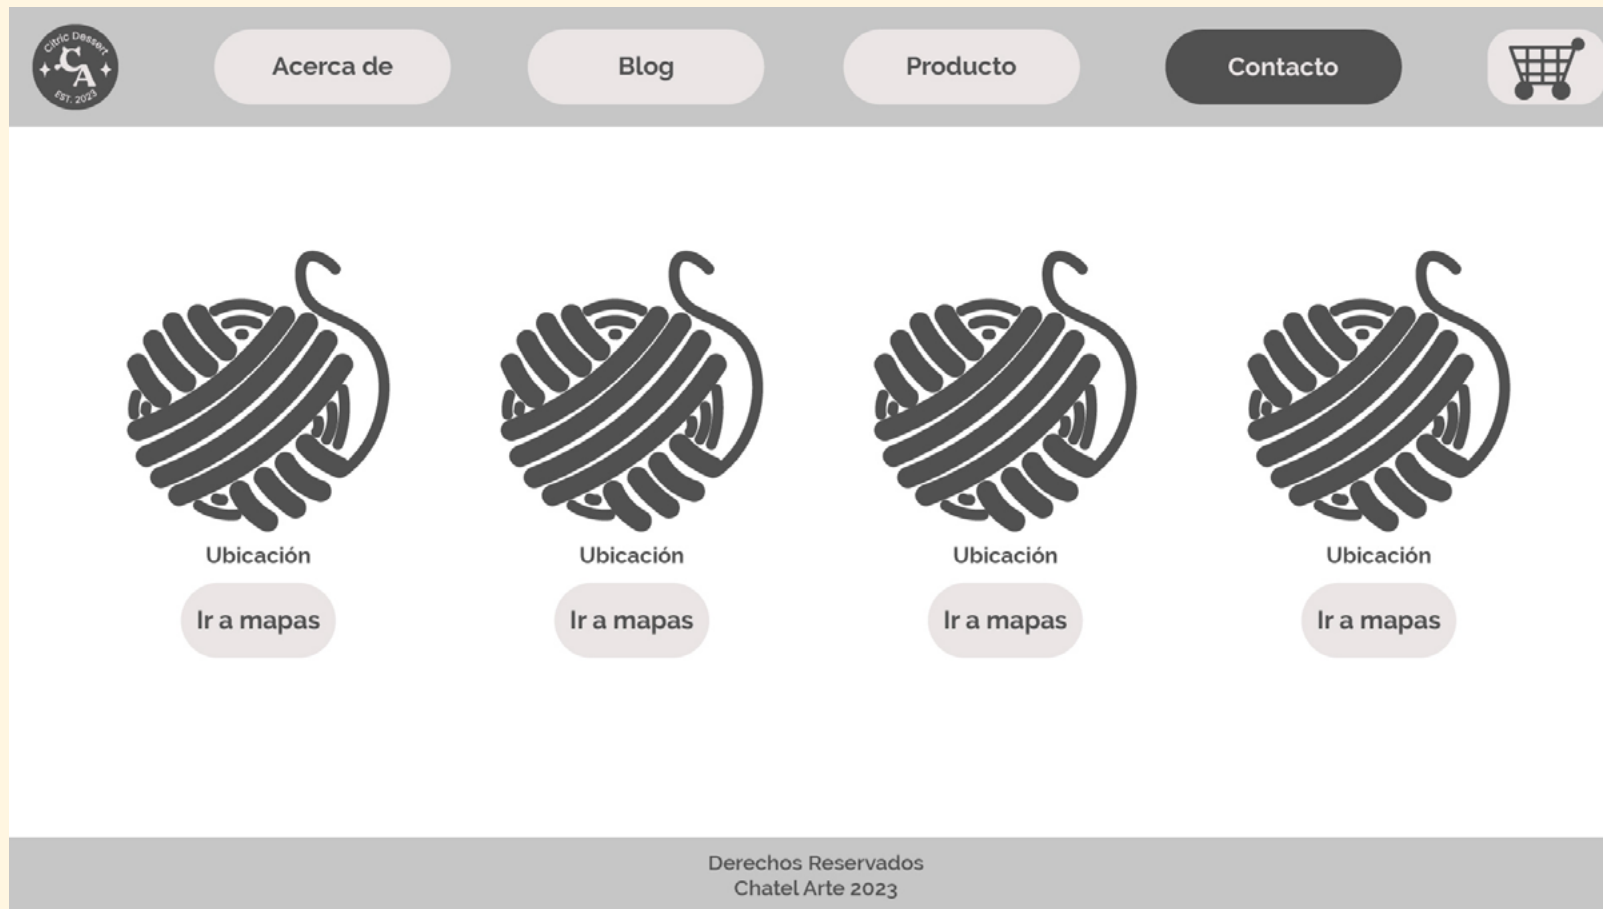 Citric Dessert
CA
EST. 2023
Acerca de
Blog
Producto
Contacto
Ubicación
Ubicación
Ubicación
Ubicación
Ir a mapas
Ir a mapas
Ir a mapas
Ir a mapas
Derechos Reservados
Chatel Arte 2023